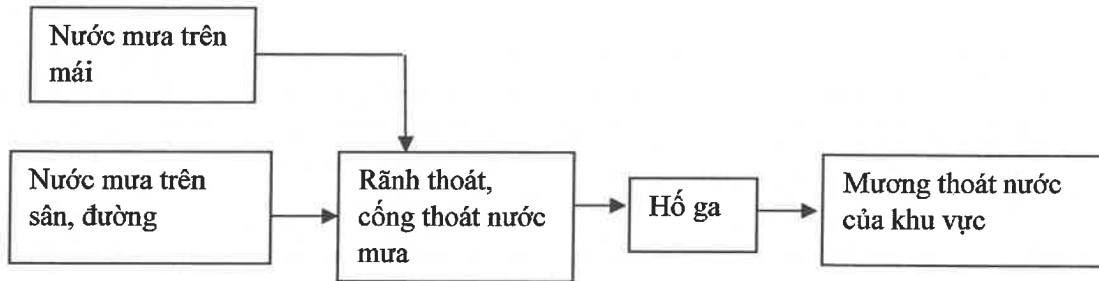 Nước mưa trên
mái
Nước mưa trên
sân, đường
Rãnh thoát,
cống thoát nước
mưa
Hố ga
Mương thoát nước
của khu vực